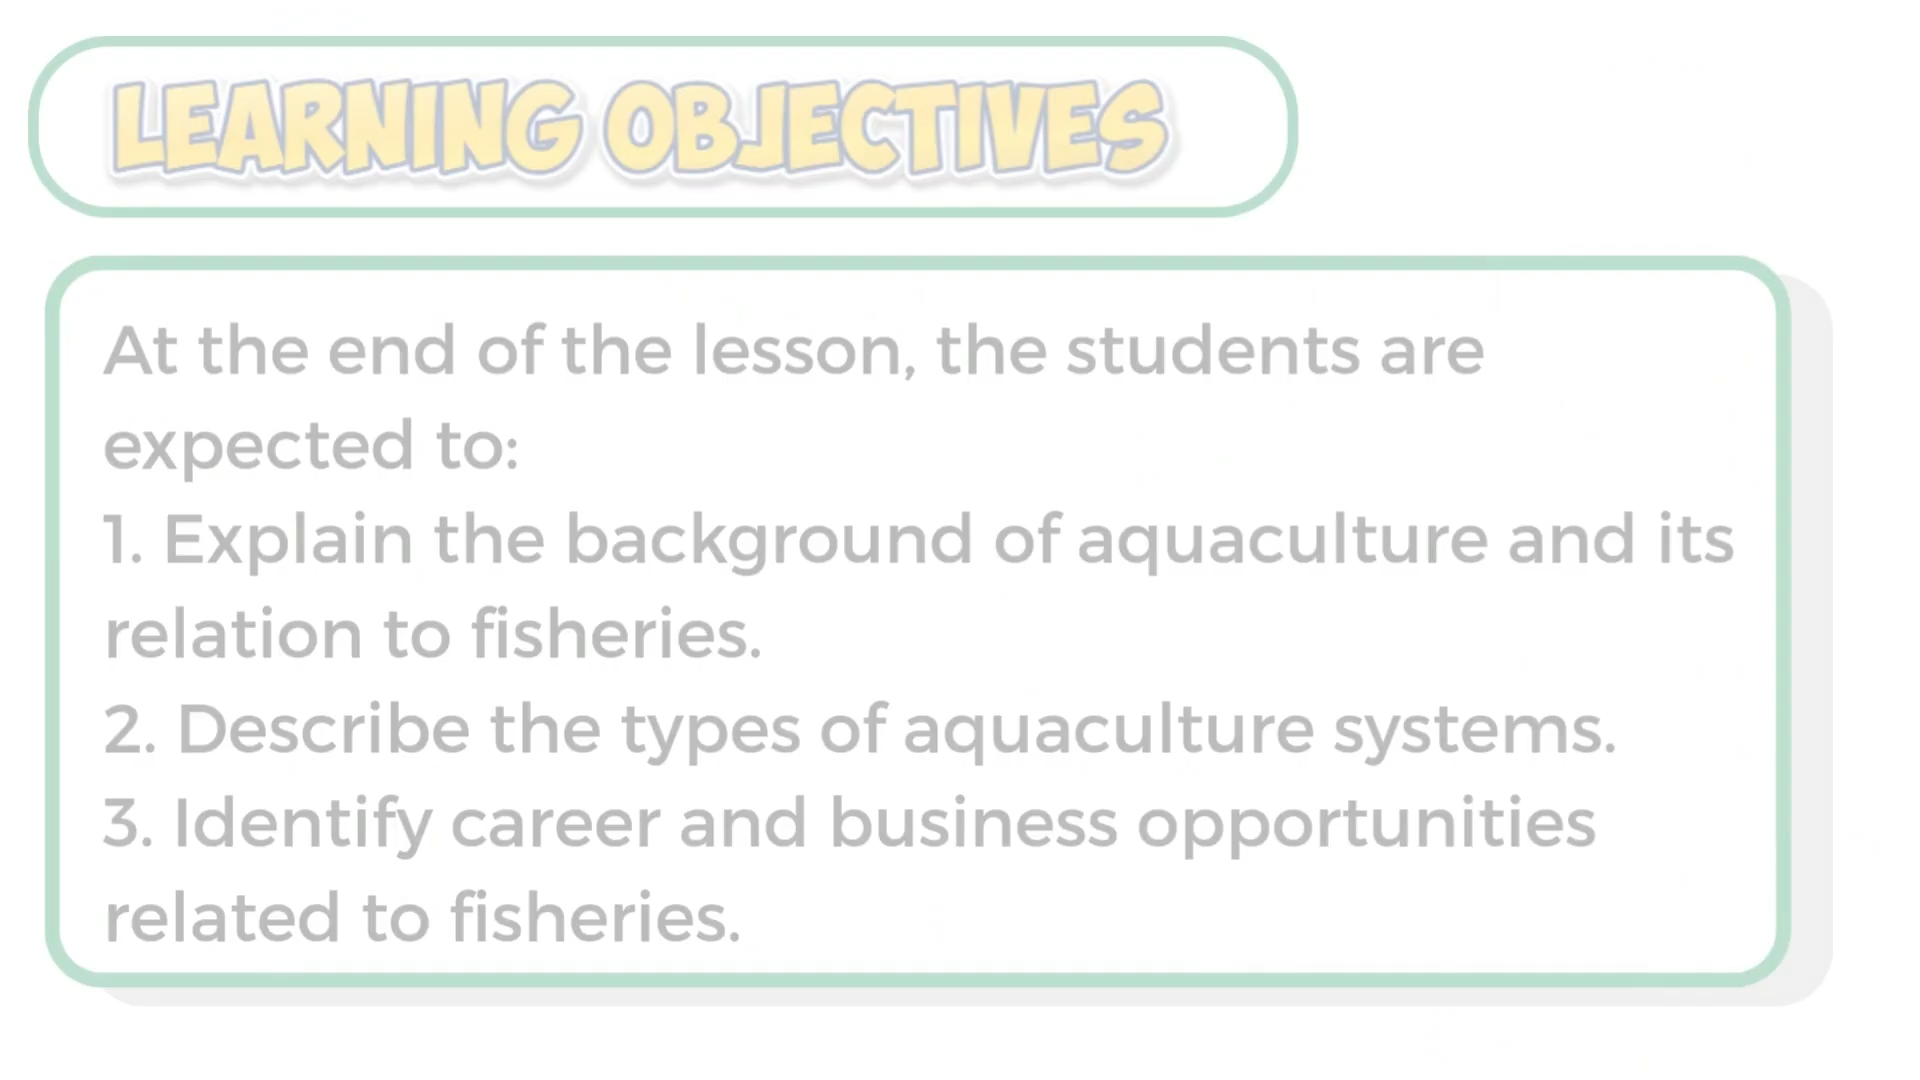 LEARNING OBJECTIVES
At the end of the lesson, the students are
expected to:
1. Explain the background of aquaculture and its
relation to fisheries.
2. Describe the types of aquaculture systems.
3. Identify career and business opportunities
related to fisheries.